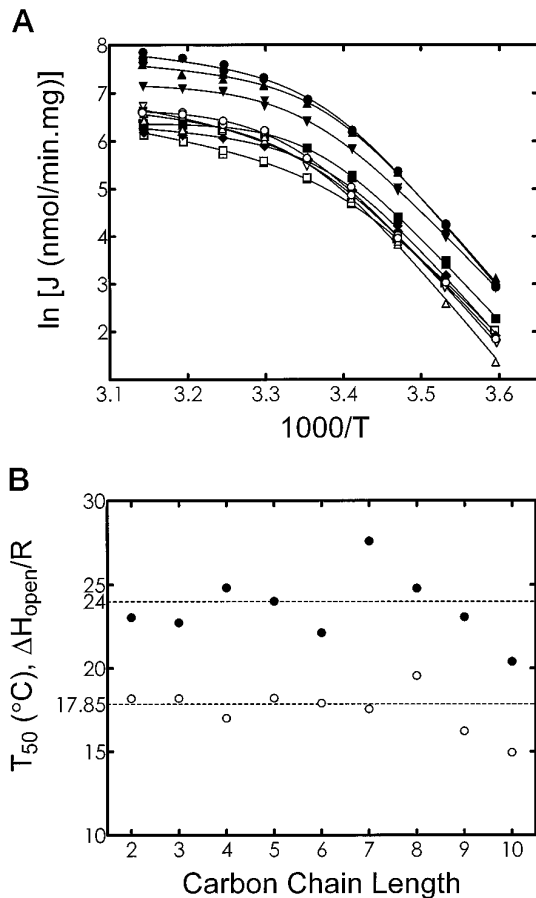 A
8
7
6
5
4
3
2
ln [J (nmol/min.mg)]
3.1 3.2 3.3 3.4 3.5 3.6
1000/T
B
30
25
24
20
17.85
15
10
T₅₀ (°C), ΔH_open/R
2 3 4 5 6 7 8 9 10
Carbon Chain Length